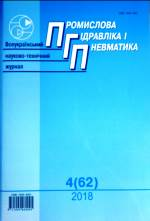 Всеукраїнський
науково-технічний
журнал
ПРОМИСЛОВА
ГІДРАВЛІКА І
ПНЕВМАТИКА
4(62)
2018